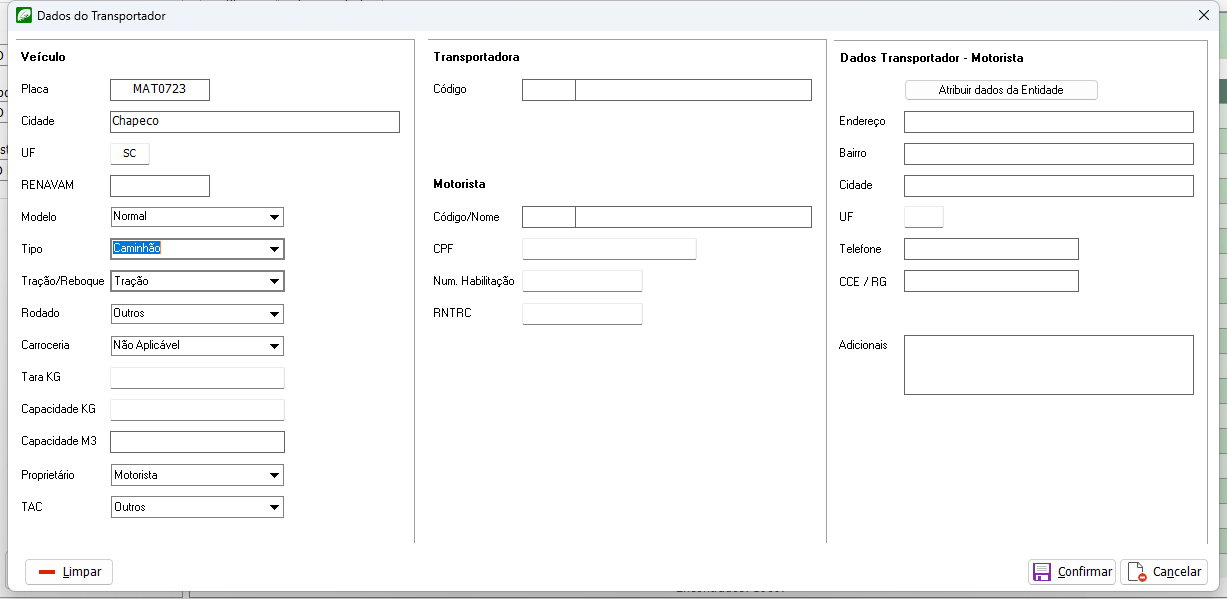 Dados do Transportador
Veículo
Placa MAT0723
Cidade Chapeco
UF SC
RENAVAM
Modelo Normal
Tipo Caminhão
Tração/Reboque Tração
Rodado Outros
Carroceria Não Aplicável
Tara KG
Capacidade KG
Capacidade M3
Proprietário Motorista
TAC Outros
Transportadora
Código
Motorista
Código/Nome
CPF
Num. Habilitação
RNTRC
Dados Transportador - Motorista
Atribuir dados da Entidade
Endereço
Bairro
Cidade
UF
Telefone
CCE / RG
Adicionais
Limpar
Confirmar
Cancelar